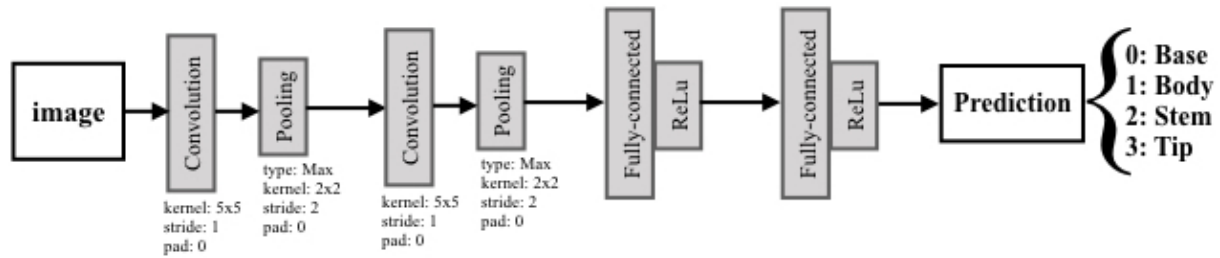 image
Convolution
kernel: 5x5
stride: 1
pad: 0
Pooling
type: Max
kernel: 2x2
stride: 2
pad: 0
Convolution
kernel: 5x5
stride: 1
pad: 0
Pooling
type: Max
kernel: 2x2
stride: 2
pad: 0
Fully-connected
ReLu
Fully-connected
ReLu
Prediction
0: Base
1: Body
2: Stem
3: Tip